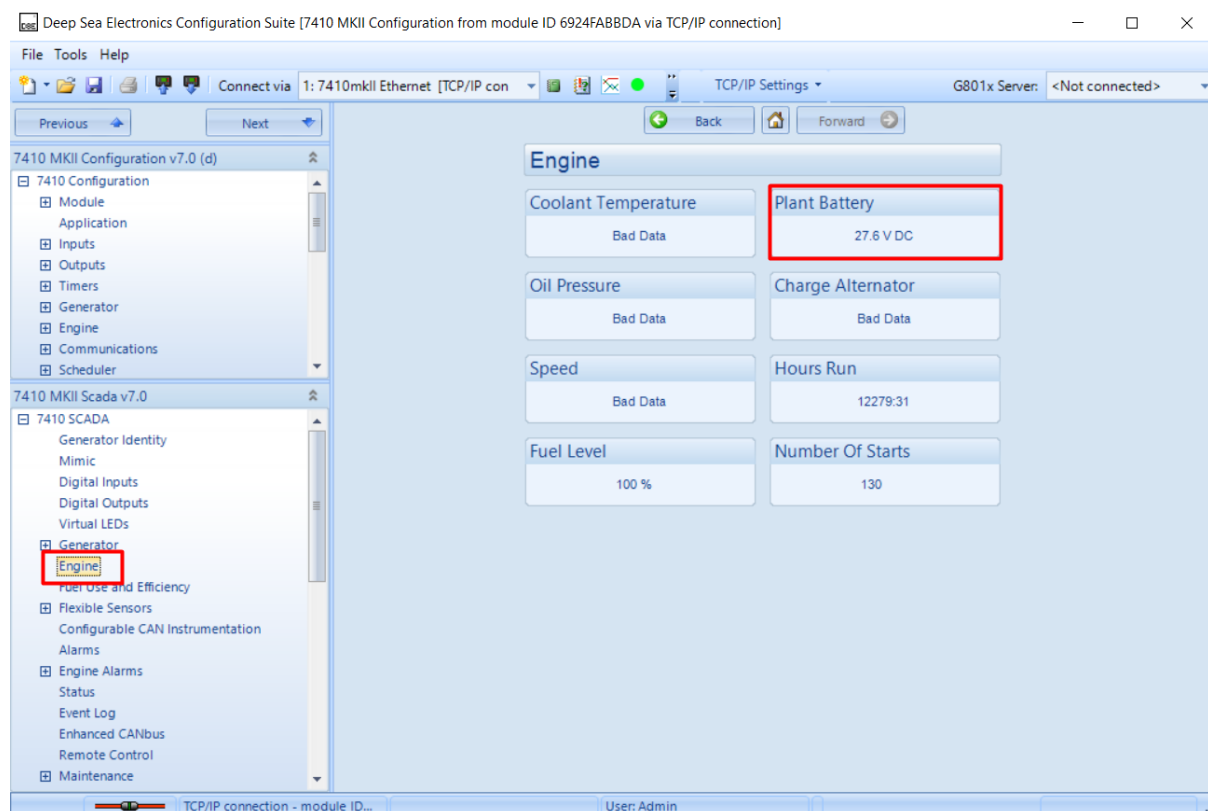 DSE Deep Sea Electronics Configuration Suite [7410 MKII Configuration from module ID 6924FABBDA via TCP/IP connection]
File Tools Help
Connect via 1: 7410mkII Ethernet [TCP/IP con TCP/IP Settings G801x Server: <Not connected>
Previous Next
7410 MKII Configuration v7.0 (d)
7410 Configuration
Module
Application
Inputs
Outputs
Timers
Generator
Engine
Communications
Scheduler
7410 MKII Scada v7.0
7410 SCADA
Generator Identity
Mimic
Digital Inputs
Digital Outputs
Virtual LEDs
Generator
Engine
Fuel Use and Efficiency
Flexible Sensors
Configurable CAN Instrumentation
Alarms
Engine Alarms
Status
Event Log
Enhanced CANbus
Remote Control
Maintenance
Back Forward
Engine
Coolant Temperature
Bad Data
Plant Battery
27.6 V DC
Oil Pressure
Bad Data
Charge Alternator
Bad Data
Speed
Bad Data
Hours Run
12279:31
Fuel Level
100 %
Number Of Starts
130
TCP/IP connection - module ID... User: Admin